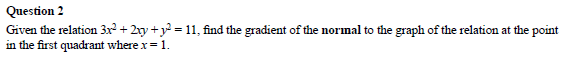 Question 2
Given the relation 3x² + 2xy + y² = 11, find the gradient of the normal to the graph of the relation at the point
in the first quadrant where x = 1.